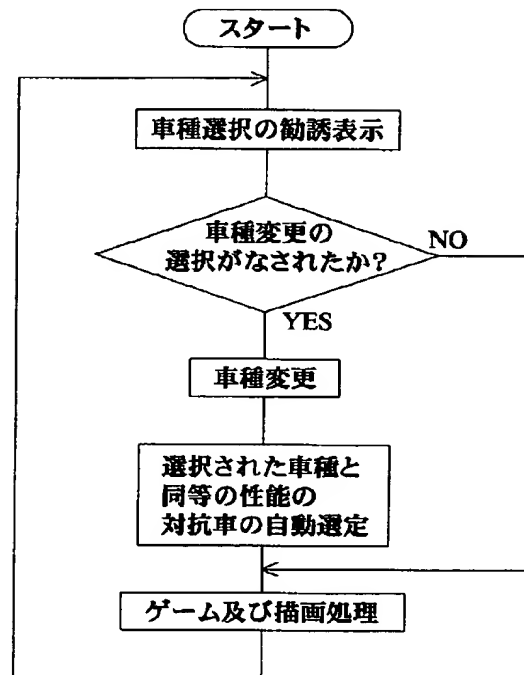 スタート
車種選択の勧誘表示
車種変更の
選択がなされたか?
NO
YES
車種変更
選択された車種と
同等の性能の
対抗車の自動選定
ゲーム及び描画処理